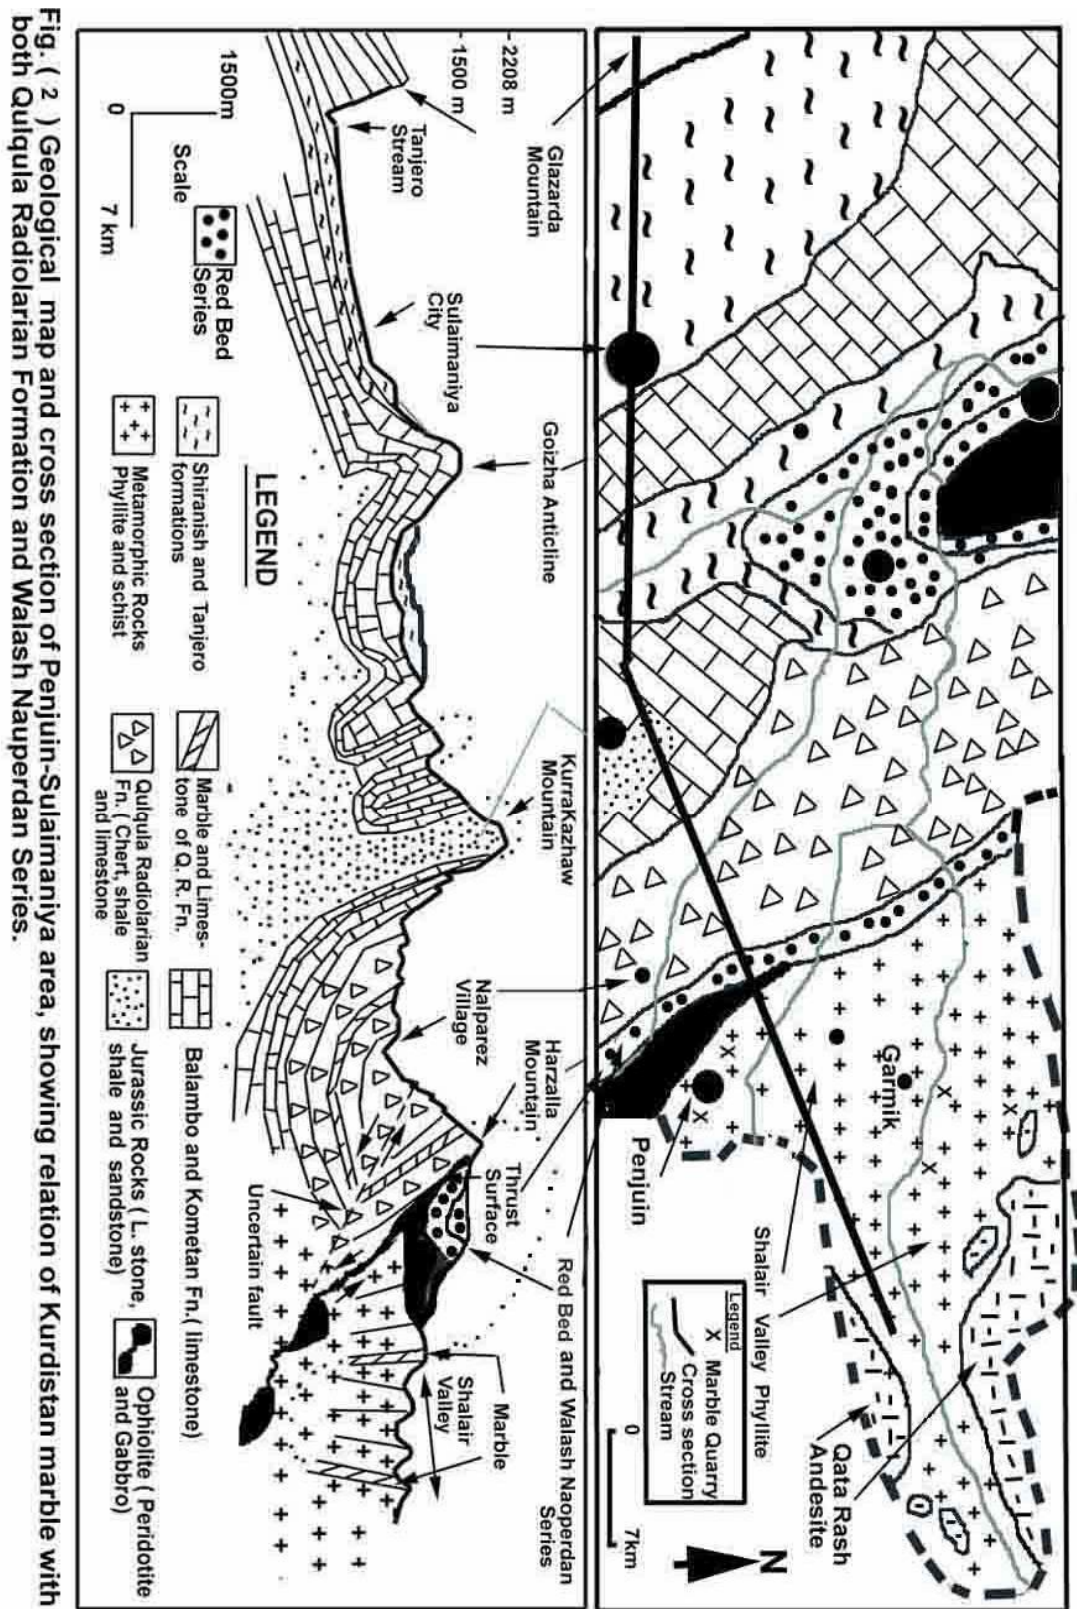 Qata Rash
Andesite
N
Shalair Valley Phyllite
Garmik
Penjuin
0
7km
Legend
X Marble Quarry
Cross section
Stream
Glazarda
Mountain
Sulaimaniya
City
Goizha Anticline
KurraKazhaw
Mountain
Nalparez
Village
Harzalla
Mountain
Thrust
Surface
Red Bed and Walash Naoperdan
Series
2208 m
1500 m
Tanjero
Stream
Marble
Shalair
Valley
Uncertain fault
1500m
0
7 km
Scale
LEGEND
Red Bed
Series
Shiranish and Tanjero
formations
Marble and Limes-
tone of Q. R. Fn.
Balambo and Kometan Fn.( limestone)
Metamorphic Rocks
Phyllite and schist
Qulqula Radiolarian
Fn. ( Chert, shale
and limestone
Jurassic Rocks ( L. stone,
shale and sandstone)
Ophiolite ( Peridotite
and Gabbro)
Fig. ( 2 ) Geological map and cross section of Penjuin-Sulaimaniya area, showing relation of Kurdistan marble with
both Qulqula Radiolarian Formation and Walash Nauperdan Series.